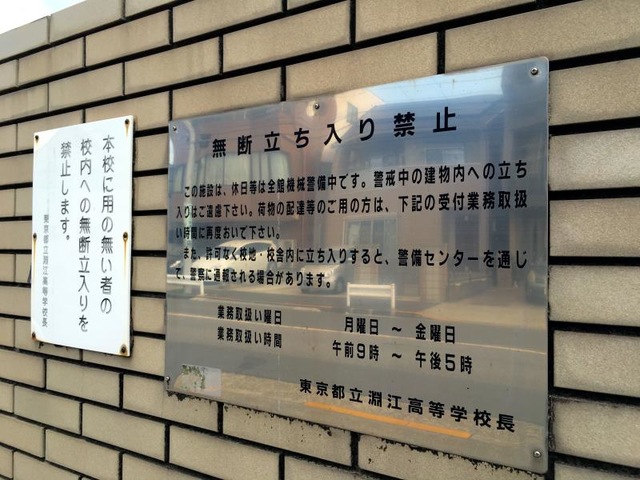 本校に用の無い者の
校内への無断立入りを
禁止します。
東京都立淵江高等学校長
無断立ち入り禁止
この施設は、休日等は全館機械警備中です。警戒中の建物内への立ち
入りはご遠慮下さい。荷物の配達等のご用の方は、下記の受付業務取扱
い時間に再度おいで下さい。
また、許可なく校地・校舎内に立ち入りすると、警備センターを通じ
て、警察に通報される場合があります。
業務取扱い曜日 月曜日 ～ 金曜日
業務取扱い時間 午前9時 ～ 午後5時
東京都立淵江高等学校長